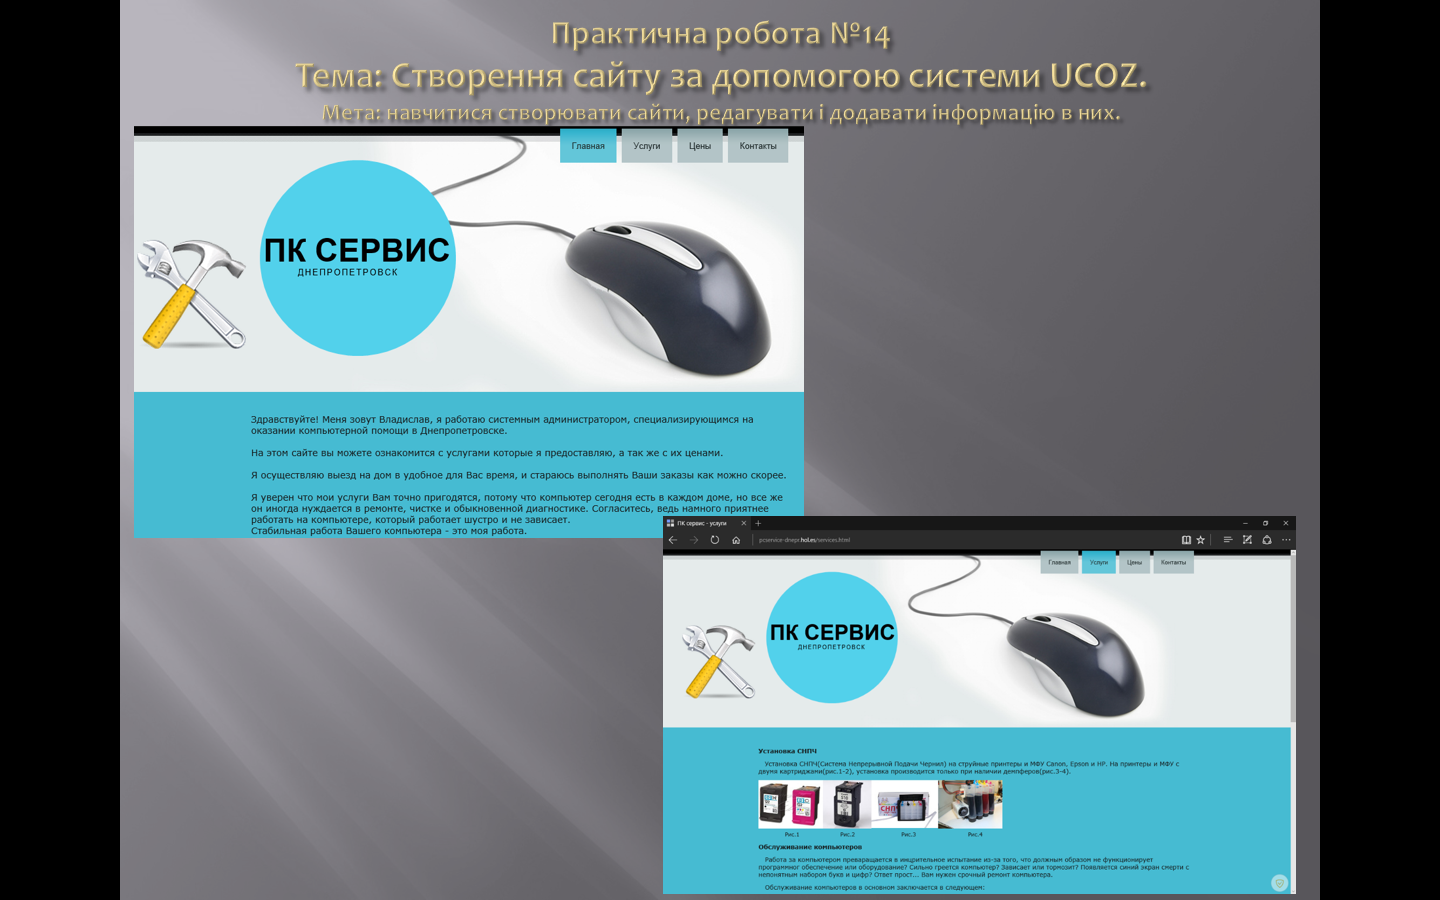 Практична робота №14
Тема: Створення сайту за допомогою системи UCOZ.
Мета: навчитися створювати сайти, редагувати і додавати інформацію в них.
Главная Услуги Цены Контакты
ПК СЕРВИС
ДНЕПРОПЕТРОВСК
Здравствуйте! Меня зовут Владислав, я работаю системным администратором, специализирующимся на
оказании компьютерной помощи в Днепропетровске.
На этом сайте вы можете ознакомится с услугами которые я предоставляю, а так же с их ценами.
Я осуществляю выезд на дом в удобное для Вас время, и стараюсь выполнять Ваши заказы как можно скорее.
Я уверен что мои услуги Вам точно пригодятся, потому что компьютер сегодня есть в каждом доме, но все же
он иногда нуждается в ремонте, чистке и обыкновенной диагностике. Согласитесь, ведь намного приятнее
работать на компьютере, который работает шустро и не зависает.
Стабильная работа Вашего компьютера - это моя работа.
ПК сервис - услуги
pcservice-dnepr.hol.es/services.html
Главная Услуги Цены Контакты
ПК СЕРВИС
ДНЕПРОПЕТРОВСК
Установка СНПЧ
Установка СНПЧ(Система Непрерывной Подачи Чернил) на струйные принтеры и МФУ Canon, Epson и HP. На принтеры и МФУ с
двумя картриджами(рис.1-2), установка производится только при наличии демпферов(рис.3-4).
Рис.1 Рис.2 Рис.3 Рис.4
Обслуживание компьютеров
Работа за компьютером превращается в изнурительное испытание из-за того, что должным образом не функционирует
программное обеспечение или оборудование? Сильно греется компьютер? Зависает или тормозит? Появляется синий экран смерти с
непонятным набором букв и цифр? Ответ прост... Вам нужен срочный ремонт компьютера.
Обслуживание компьютеров в основном заключается в следующем: